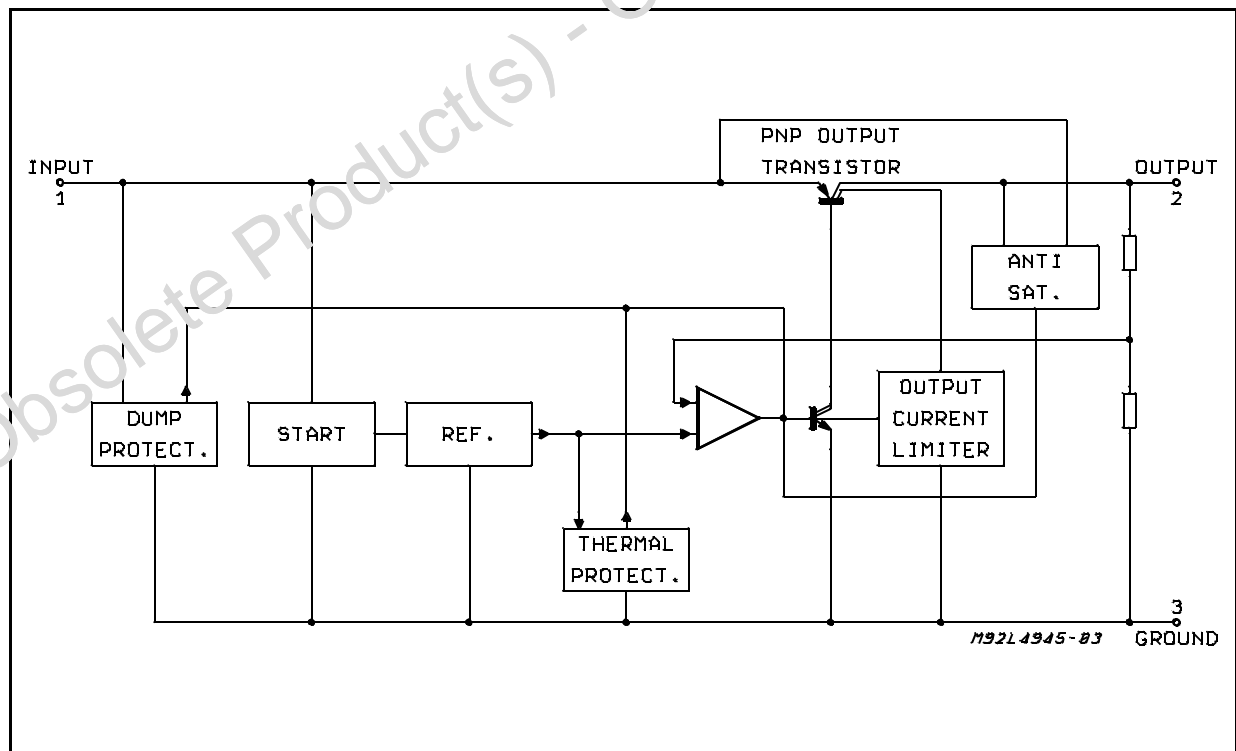 Obsolete Product(s) - O
PNP OUTPUT
TRANSISTOR
INPUT
1
OUTPUT
2
ANTI
SAT.
DUMP
PROTECT.
START
REF.
OUTPUT
CURRENT
LIMITER
THERMAL
PROTECT.
3
GROUND
M92L4945-83